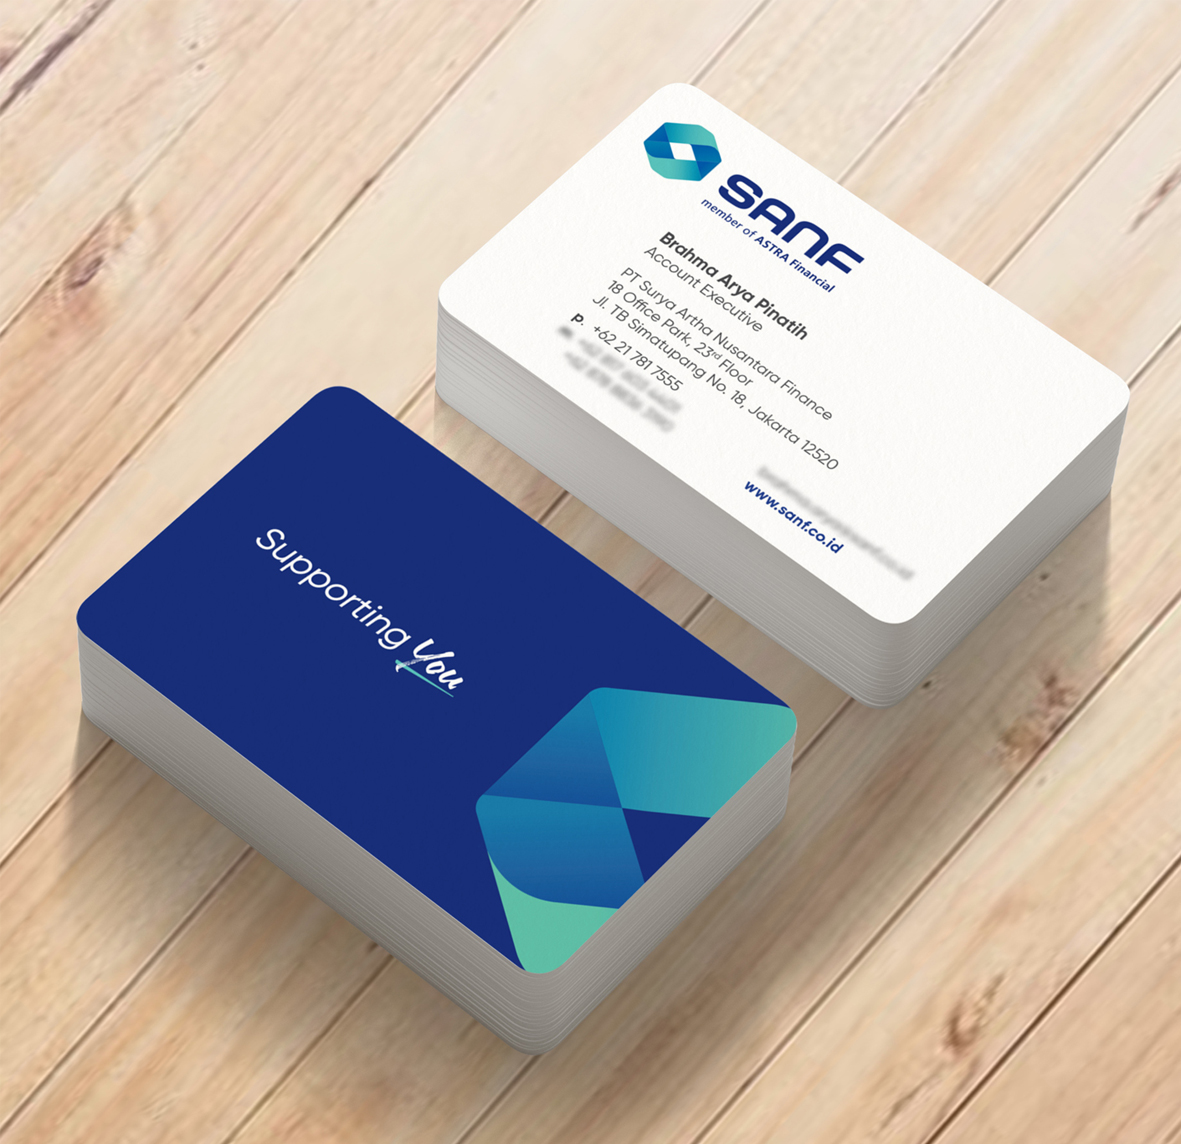 SANF
member of ASTRA Financial
Brahma Arya Pinatih
Account Executive
PT Surya Artha Nusantara Finance
18 Office Park, 23rd Floor
Jl. TB Simatupang No. 18, Jakarta 12520
P. +62 21 781 7555
www.sanf.co.id
Supporting You